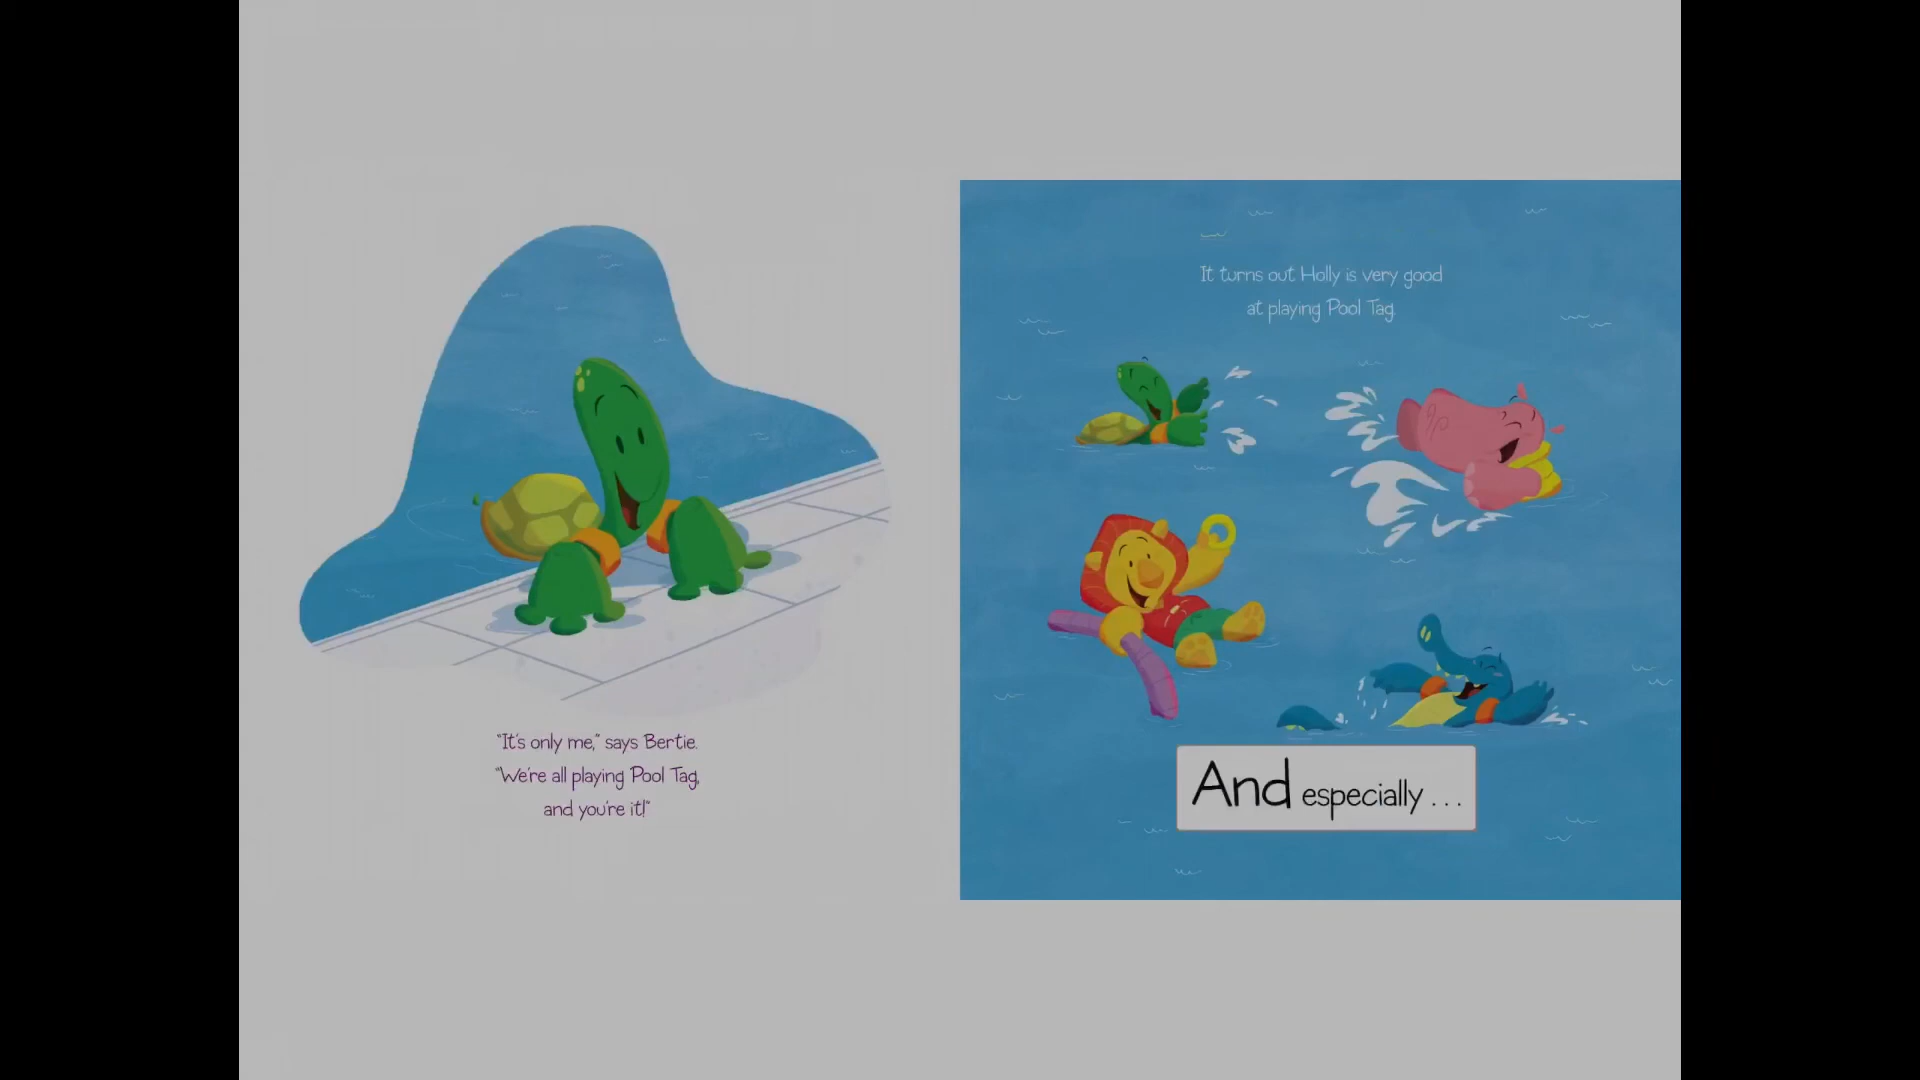 "It's only me," says Bertie.
"We're all playing Pool Tag,
and you're it!"
It turns out Holly is very good
at playing Pool Tag.
And especially . . .